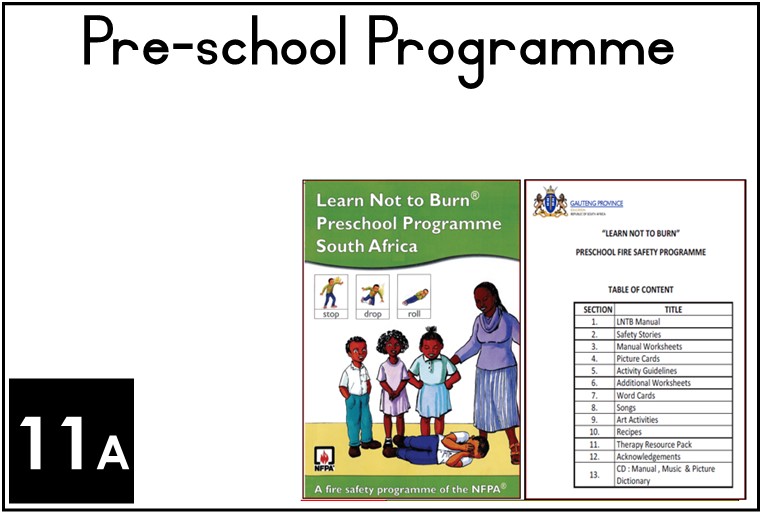 Pre-school Programme
Learn Not to Burn®
Preschool Programme
South Africa
stop drop roll
NFPA®
A fire safety programme of the NFPA®
GAUTENG PROVINCE
REPUBLIC OF SOUTH AFRICA
"LEARN NOT TO BURN"
PRESCHOOL FIRE SAFETY PROGRAMME
TABLE OF CONTENT
SECTION TITLE
1. LNTB Manual
2. Safety Stories
3. Manual Worksheets
4. Picture Cards
5. Activity Guidelines
6. Additional Worksheets
7. Word Cards
8. Songs
9. Art Activities
10. Recipes
11. Therapy Resource Pack
12. Acknowledgements
13. CD : Manual , Music & Picture
Dictionary
11A